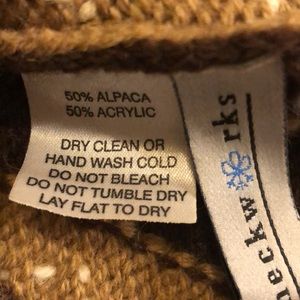 50% ALPACA
50% ACRYLIC
DRY CLEAN OR
HAND WASH COLD
DO NOT BLEACH
DO NOT TUMBLE DRY
LAY FLAT TO DRY
neckw rks